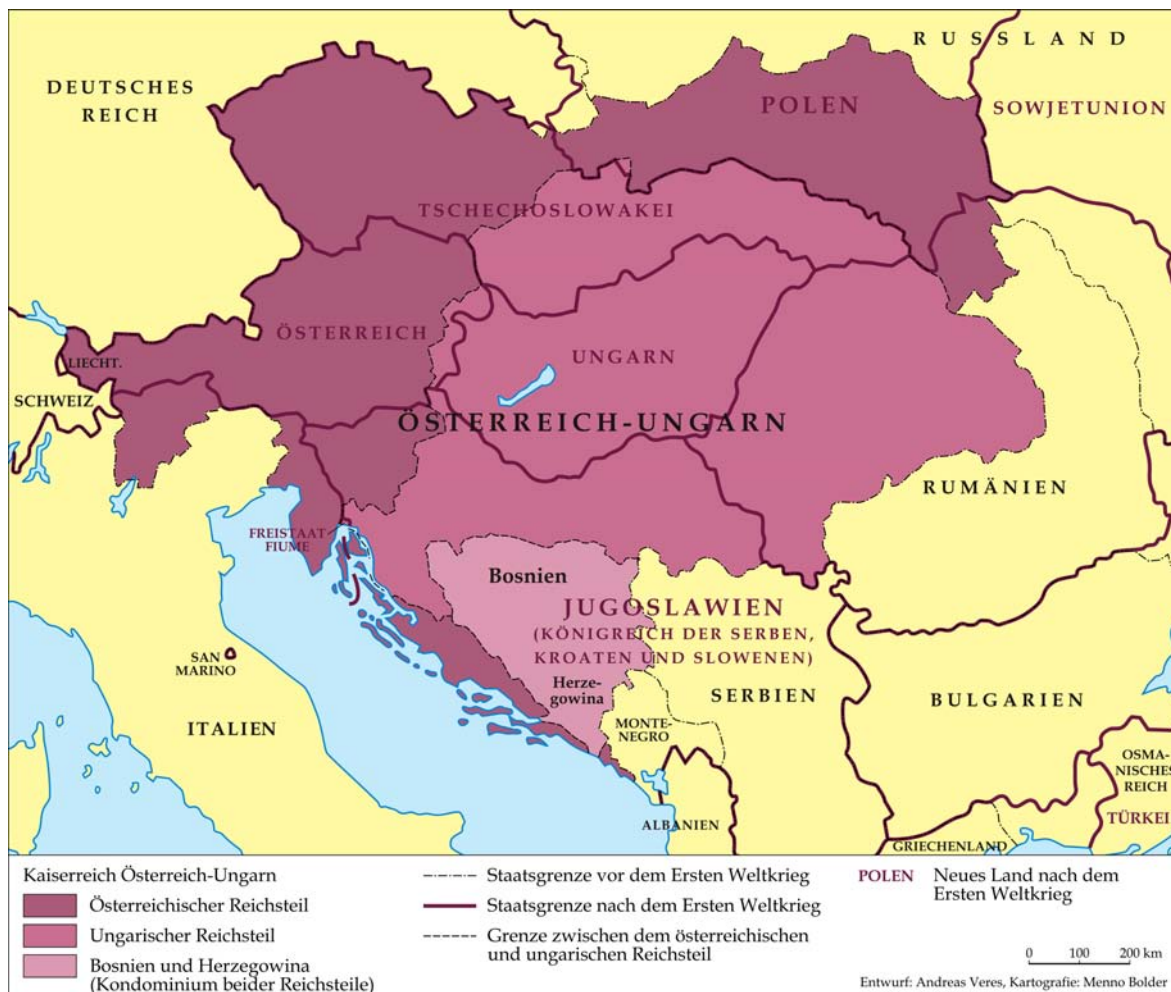 RUSSLAND
DEUTSCHES
REICH
POLEN
SOWJETUNION
TSCHECHOSLOWAKEI
ÖSTERREICH
UNGARN
LIECHT.
SCHWEIZ
ÖSTERREICH-UNGARN
RUMÄNIEN
FREISTAAT
FIUME
Bosnien
JUGOSLAWIEN
(KÖNIGREICH DER SERBEN,
KROATEN UND SLOWENEN)
SAN
MARINO
Herze-
gowina
SERBIEN
BULGARIEN
ITALIEN
MONTE-
NEGRO
OSMA-
NISCHES
REICH
ALBANIEN
TÜRKEI
GRIECHENLAND
Kaiserreich Österreich-Ungarn
Österreichischer Reichsteil
Ungarischer Reichsteil
Bosnien und Herzegowina
(Kondominium beider Reichsteile)
Staatsgrenze vor dem Ersten Weltkrieg
Staatsgrenze nach dem Ersten Weltkrieg
Grenze zwischen dem österreichischen
und ungarischen Reichsteil
POLEN Neues Land nach dem
Ersten Weltkrieg
0 100 200 km
Entwurf: Andreas Veres, Kartografie: Menno Bolder